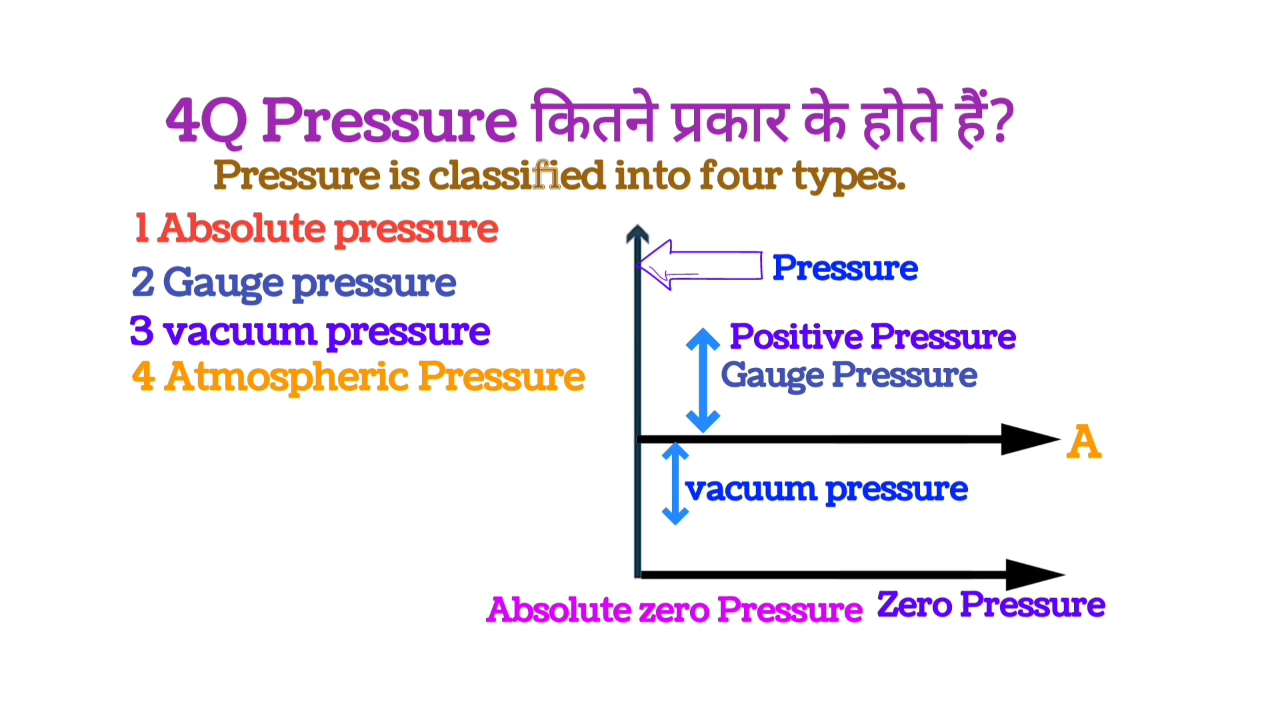 4Q Pressure कितने प्रकार के होते हैं?
Pressure is classified into four types.
1 Absolute pressure
2 Gauge pressure
3 vacuum pressure
4 Atmospheric Pressure
Pressure
Positive Pressure
Gauge Pressure
A
vacuum pressure
Absolute zero Pressure
Zero Pressure